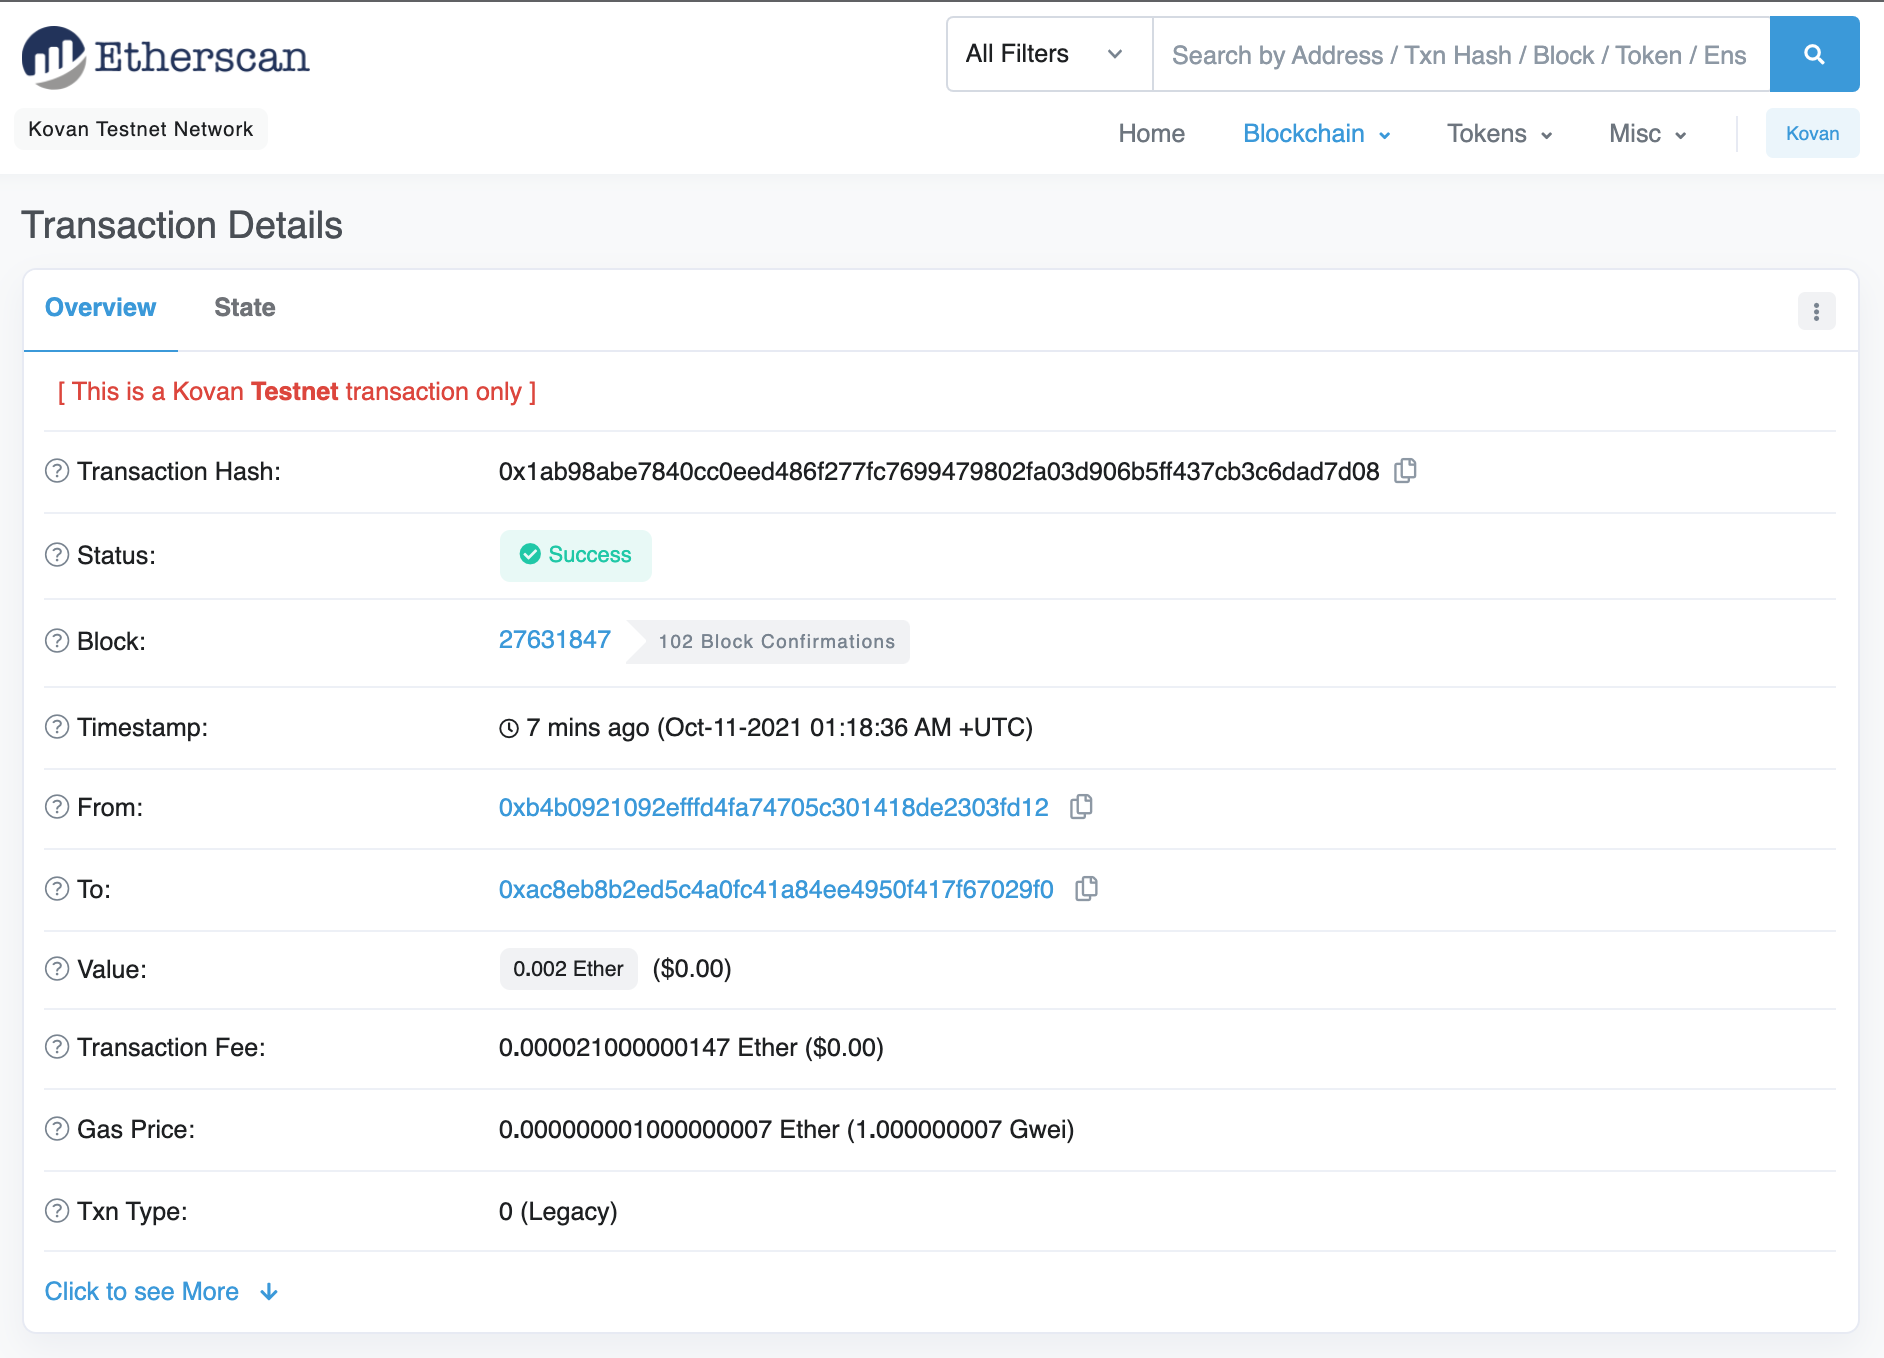 Etherscan
All Filters
Search by Address / Txn Hash / Block / Token / Ens
Kovan Testnet Network
Home Blockchain Tokens Misc Kovan
Transaction Details
Overview State
[ This is a Kovan Testnet transaction only ]
Transaction Hash: 0x1ab98abe7840cc0eed486f277fc7699479802fa03d906b5ff437cb3c6dad7d08
Status: Success
Block: 27631847 102 Block Confirmations
Timestamp: 7 mins ago (Oct-11-2021 01:18:36 AM +UTC)
From: 0xb4b0921092efffd4fa74705c301418de2303fd12
To: 0xac8eb8b2ed5c4a0fc41a84ee4950f417f67029f0
Value: 0.002 Ether ($0.00)
Transaction Fee: 0.000021000000147 Ether ($0.00)
Gas Price: 0.000000001000000007 Ether (1.000000007 Gwei)
Txn Type: 0 (Legacy)
Click to see More